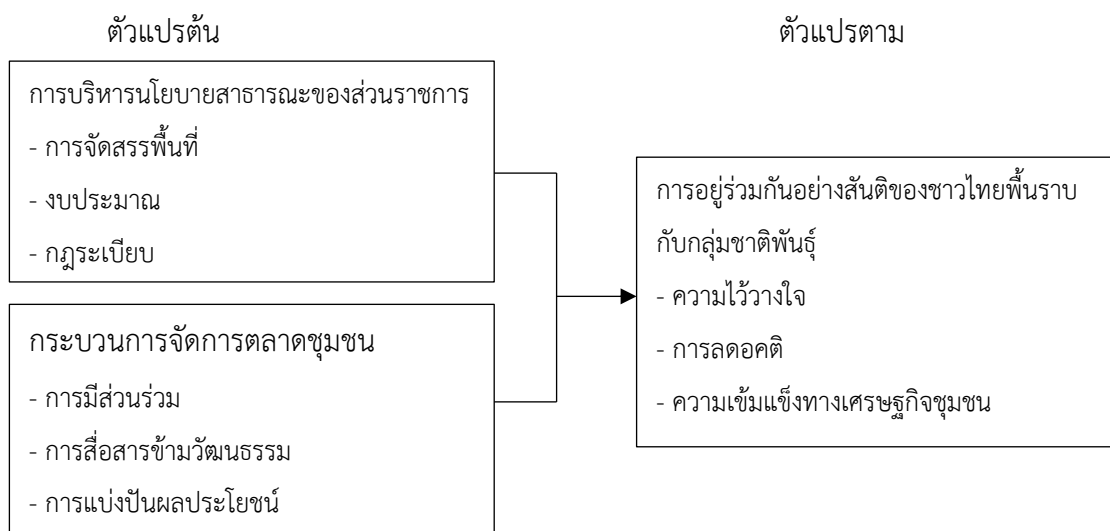 ตัวแปรต้น
ตัวแปรตาม
การบริหารนโยบายสาธารณะของส่วนราชการ
- การจัดสรรพื้นที่
- งบประมาณ
- กฎระเบียบ
กระบวนการจัดการตลาดชุมชน
- การมีส่วนร่วม
- การสื่อสารข้ามวัฒนธรรม
- การแบ่งปันผลประโยชน์
การอยู่ร่วมกันอย่างสันติของชาวไทยพื้นราบ
กับกลุ่มชาติพันธุ์
- ความไว้วางใจ
- การลดอคติ
- ความเข้มแข็งทางเศรษฐกิจชุมชน